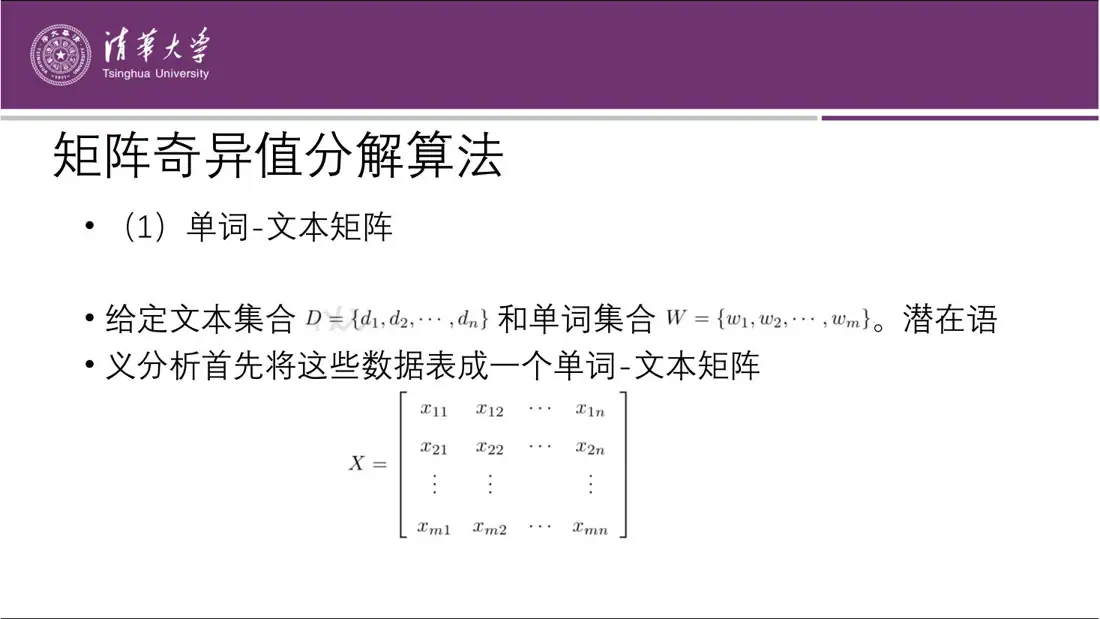 清华大学
Tsinghua University
矩阵奇异值分解算法
• （1）单词-文本矩阵
• 给定文本集合 D = {d₁, d₂, ⋯, dₙ} 和单词集合 W = {w₁, w₂, ⋯, wₘ}。潜在语
• 义分析首先将这些数据表成一个单词-文本矩阵
x₁₁ x₁₂ ⋯ x₁ₙ
x₂₁ x₂₂ ⋯ x₂ₙ
X =
⋮ ⋮ ⋮
xₘ₁ xₘ₂ ⋯ xₘₙ